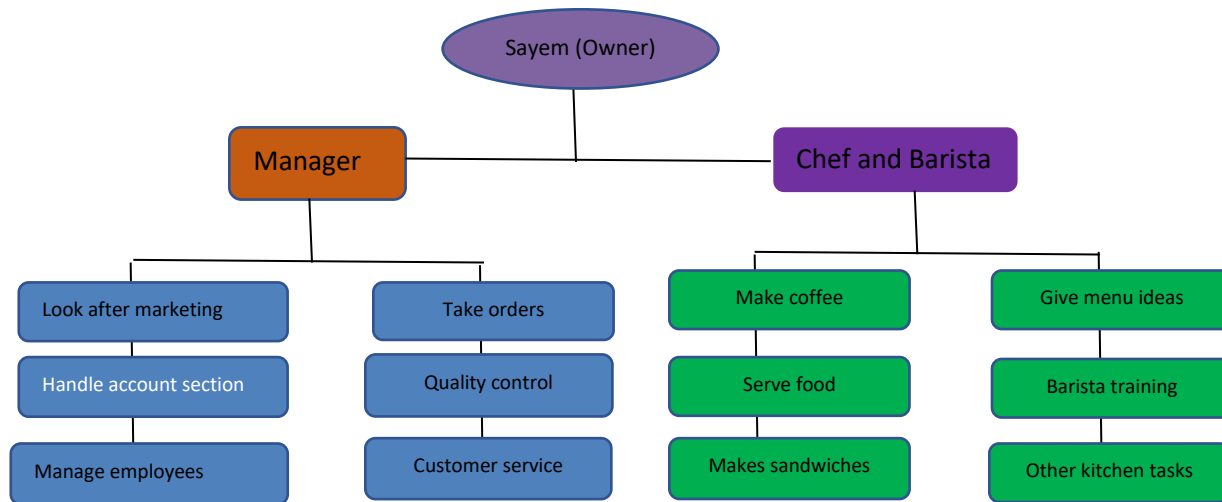 Sayem (Owner)
Manager
Chef and Barista
Look after marketing
Take orders
Make coffee
Give menu ideas
Handle account section
Quality control
Serve food
Barista training
Manage employees
Customer service
Makes sandwiches
Other kitchen tasks